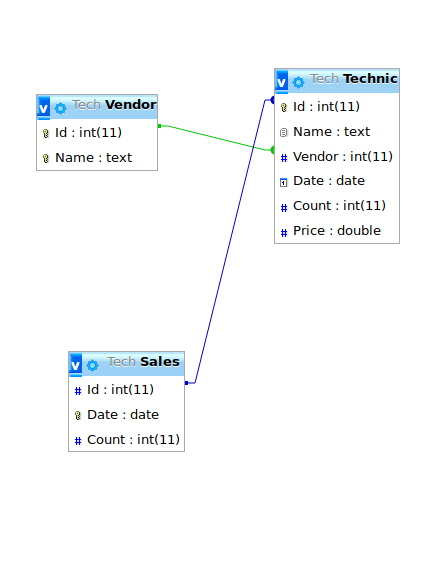 v Tech Technic
Id : int(11)
Name : text
Vendor : int(11)
Date : date
Count : int(11)
Price : double
v Tech Vendor
Id : int(11)
Name : text
v Tech Sales
Id : int(11)
Date : date
Count : int(11)